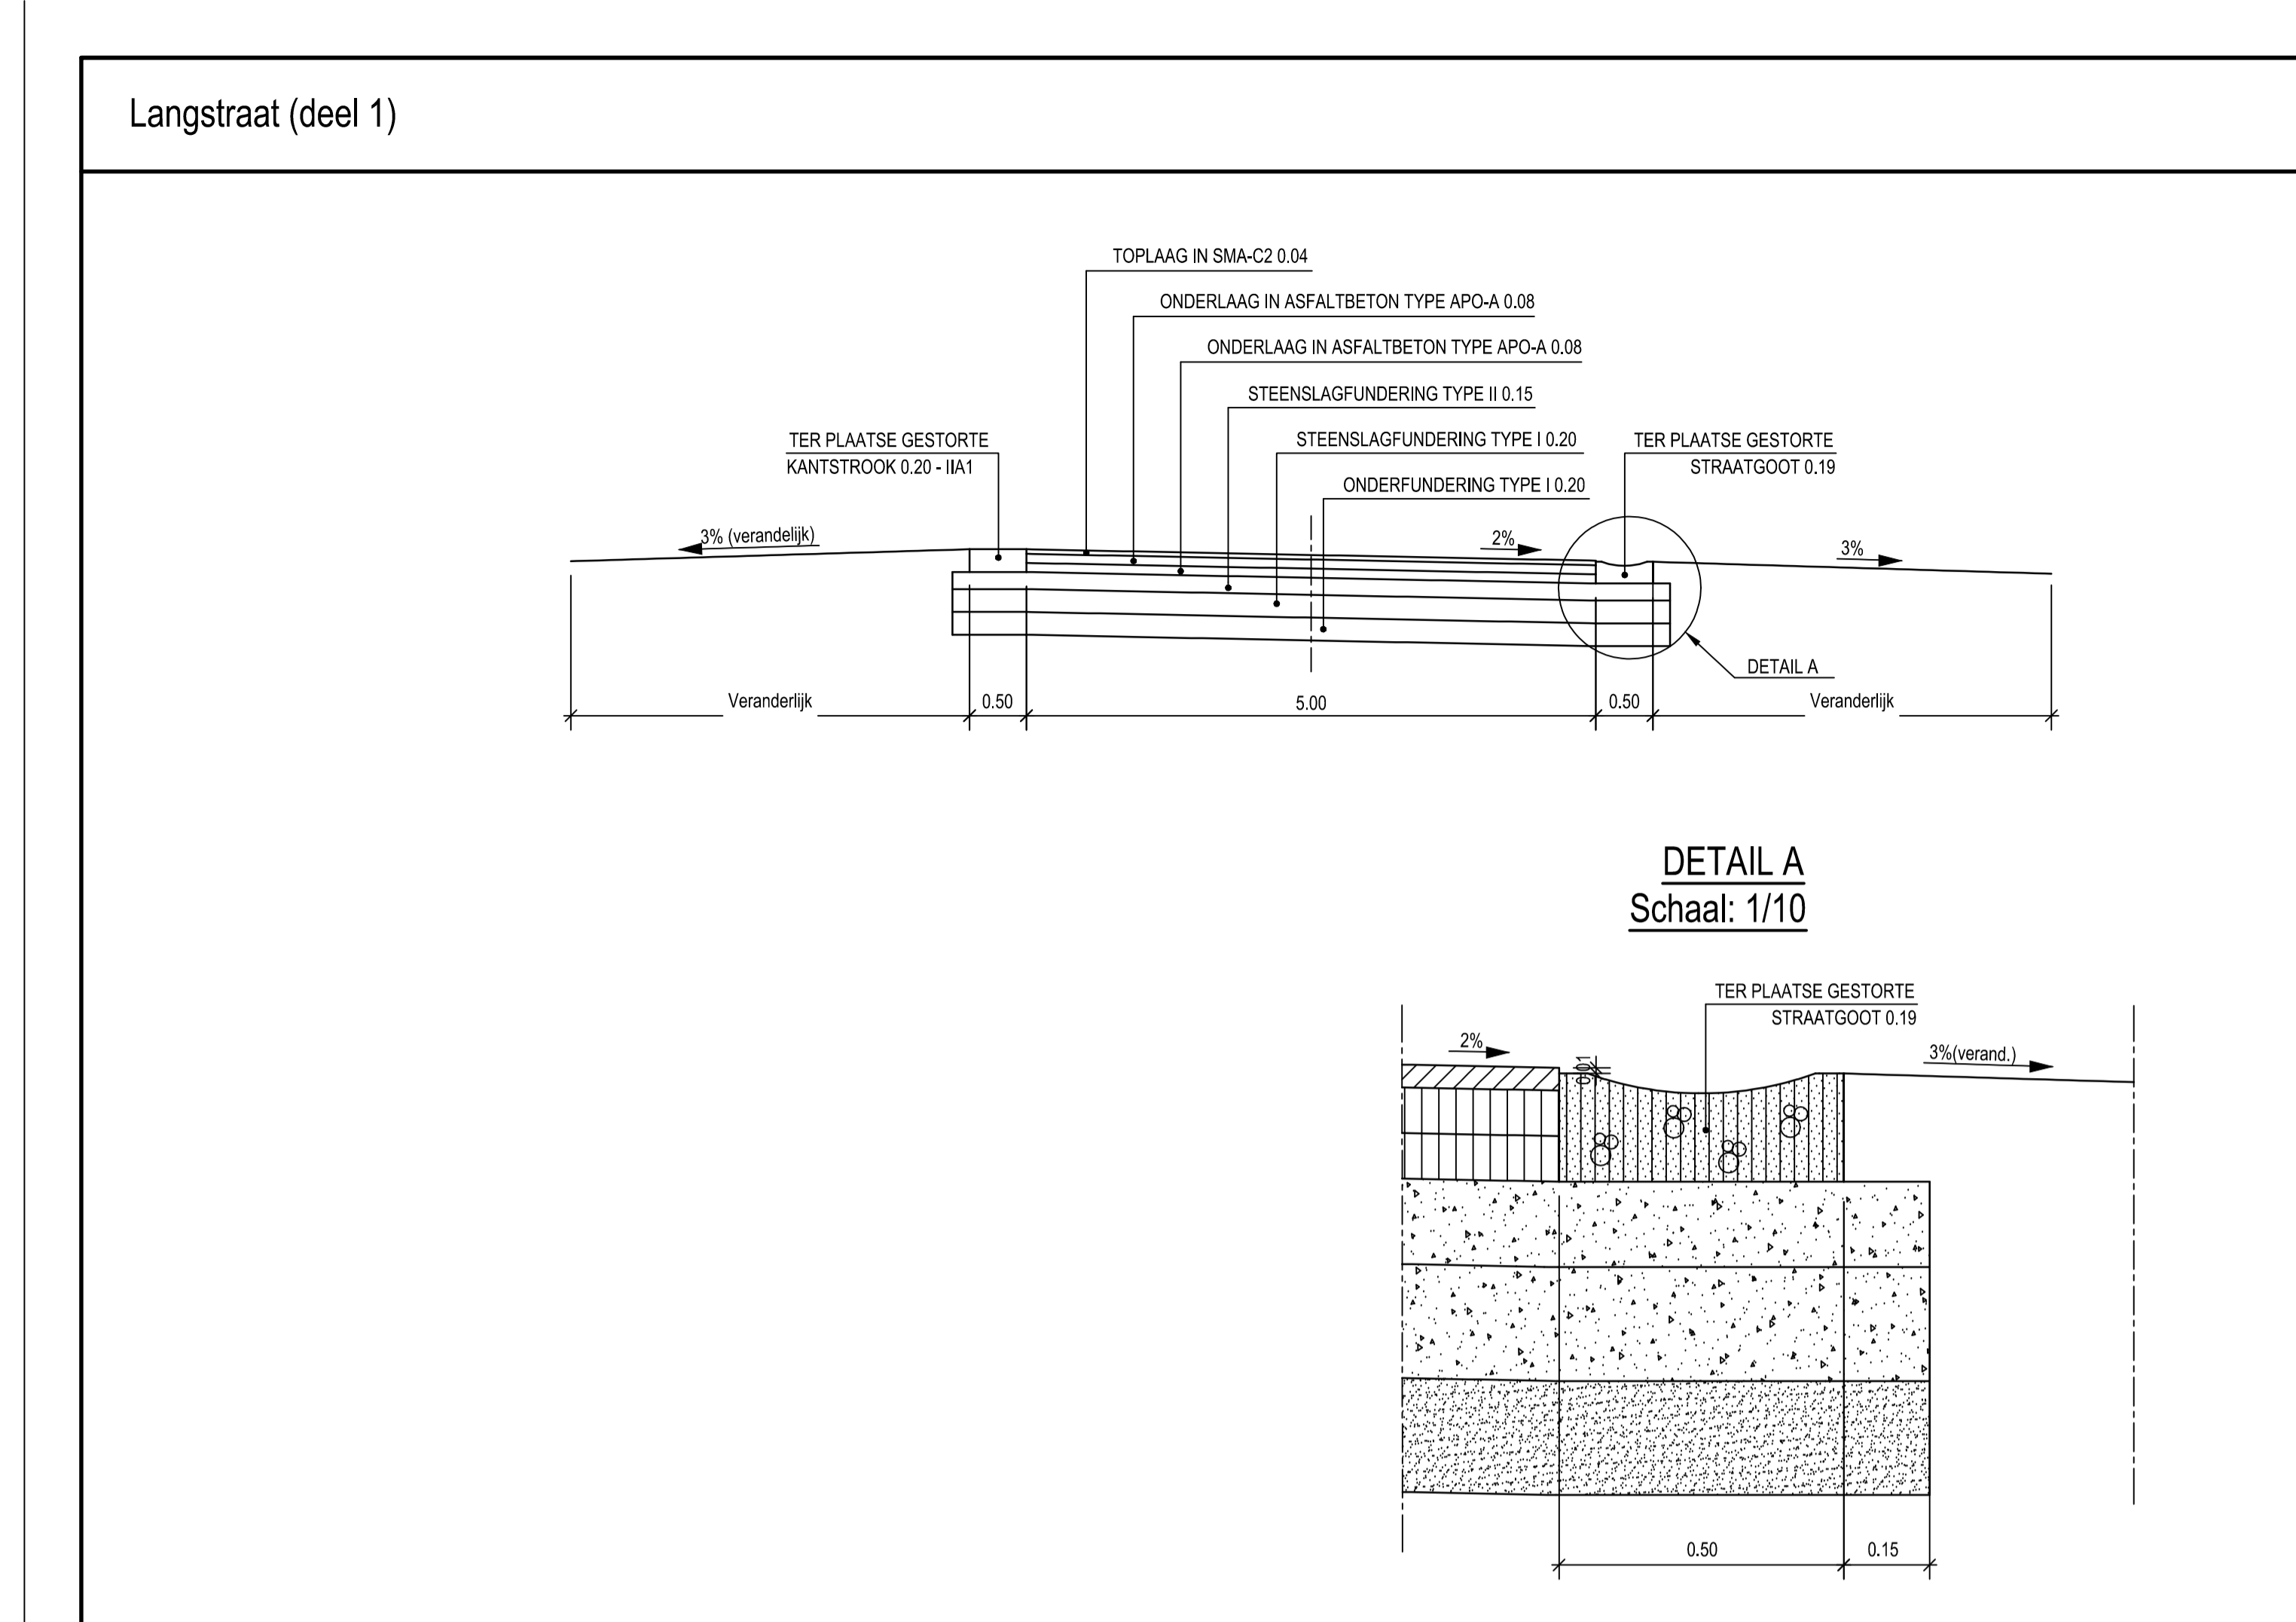 Langstraat (deel 1)
TOPLAAG IN SMA-C2 0.04
ONDERLAAG IN ASFALTBETON TYPE APO-A 0.08
ONDERLAAG IN ASFALTBETON TYPE APO-A 0.08
STEENSLAGFUNDERING TYPE II 0.15
TER PLAATSE GESTORTE
KANTSTROOK 0.20 - IIA1
STEENSLAGFUNDERING TYPE I 0.20
TER PLAATSE GESTORTE
STRAATGOOT 0.19
ONDERFUNDERING TYPE I 0.20
3% (verandelijk)
2%
3%
DETAIL A
Veranderlijk
0.50
5.00
0.50
Veranderlijk
DETAIL A
Schaal: 1/10
TER PLAATSE GESTORTE
STRAATGOOT 0.19
2%
0.01
3%(verand.)
0.50
0.15